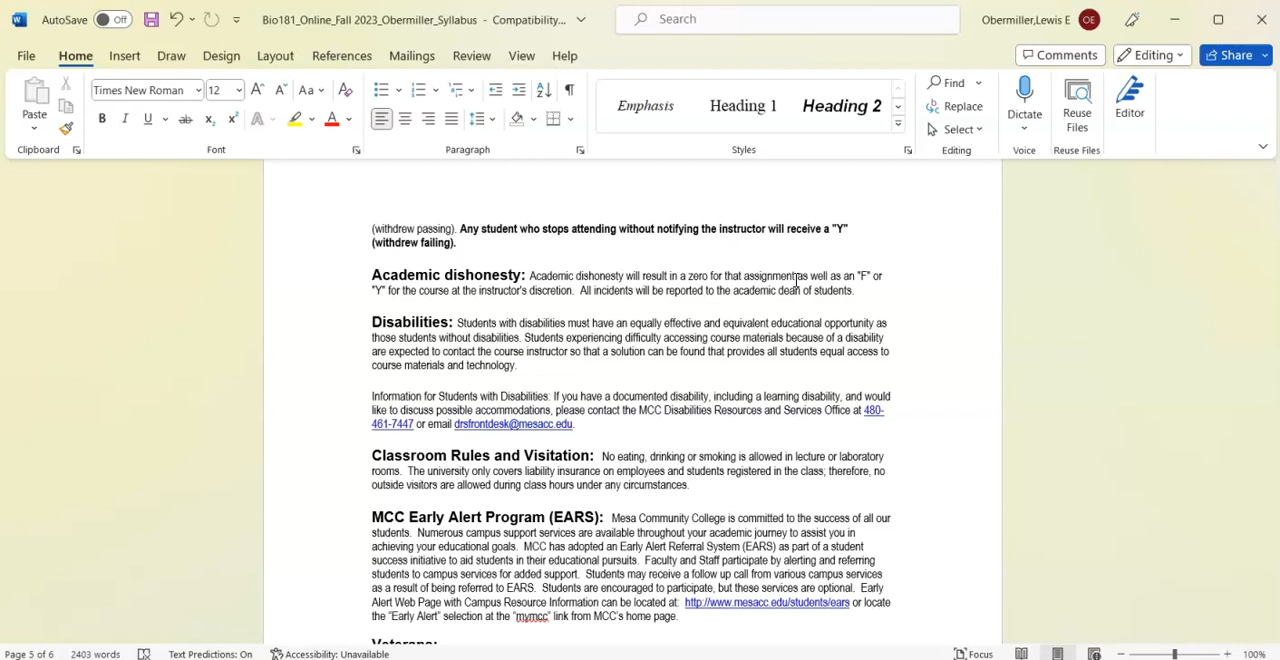 AutoSave Off Bio181_Online_Fall 2023_Obermiller_Syllabus - Compatibility... Search Obermiller,Lewis E OE
File Home Insert Draw Design Layout References Mailings Review View Help Comments Editing Share
Times New Roman 12 Aa Emphasis Heading 1 Heading 2 Find Replace Select
Paste B I U ab x₂ x² A A Dictate Reuse Files Editor
Clipboard Font Paragraph Styles Editing Voice Reuse Files
(withdrew passing). Any student who stops attending without notifying the instructor will receive a "Y"
(withdrew failing).
Academic dishonesty: Academic dishonesty will result in a zero for that assignment as well as an "F" or
"Y" for the course at the instructor's discretion. All incidents will be reported to the academic dean of students.
Disabilities: Students with disabilities must have an equally effective and equivalent educational opportunity as
those students without disabilities. Students experiencing difficulty accessing course materials because of a disability
are expected to contact the course instructor so that a solution can be found that provides all students equal access to
course materials and technology.
Information for Students with Disabilities: If you have a documented disability, including a learning disability, and would
like to discuss possible accommodations, please contact the MCC Disabilities Resources and Services Office at 480-
461-7447 or email drsfrontdesk@mesacc.edu.
Classroom Rules and Visitation: No eating, drinking or smoking is allowed in lecture or laboratory
rooms. The university only covers liability insurance on employees and students registered in the class; therefore, no
outside visitors are allowed during class hours under any circumstances.
MCC Early Alert Program (EARS): Mesa Community College is committed to the success of all our
students. Numerous campus support services are available throughout your academic journey to assist you in
achieving your educational goals. MCC has adopted an Early Alert Referral System (EARS) as part of a student
success initiative to aid students in their educational pursuits. Faculty and Staff participate by alerting and referring
students to campus services for added support. Students may receive a follow up call from various campus services
as a result of being referred to EARS. Students are encouraged to participate, but these services are optional. Early
Alert Web Page with Campus Resource Information can be located at: http://www.mesacc.edu/students/ears or locate
the "Early Alert" selection at the "mymcc" link from MCC's home page.
Veterans:
Page 5 of 6 2403 words Text Predictions: On Accessibility: Unavailable Focus 100%